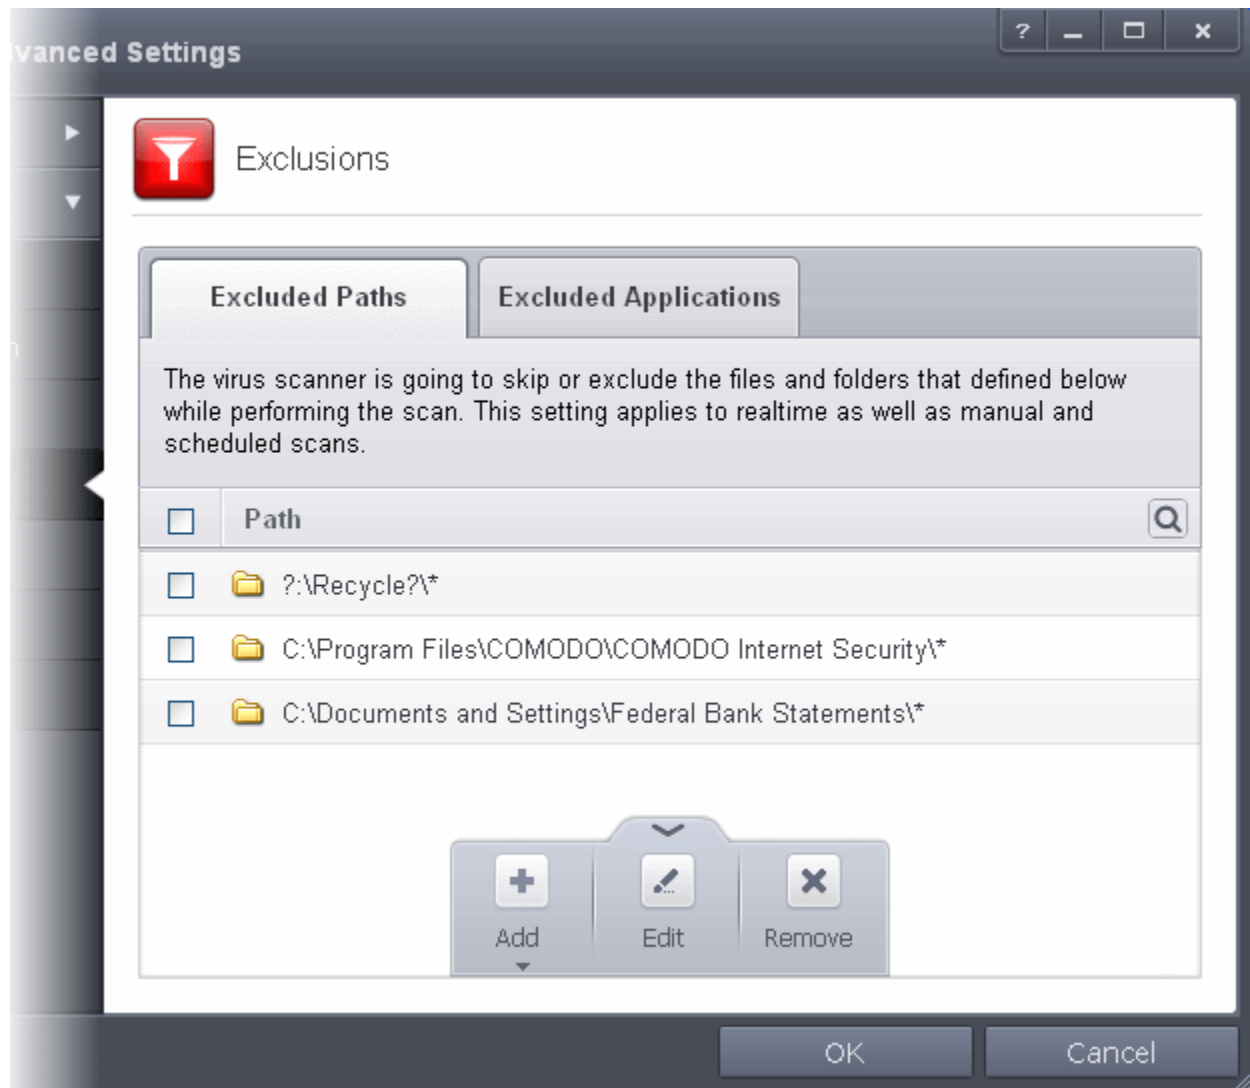 vanced Settings
?
Exclusions
Excluded Paths
Excluded Applications
The virus scanner is going to skip or exclude the files and folders that defined below
while performing the scan. This setting applies to realtime as well as manual and
scheduled scans.
Path
?:\Recycle?\*
C:\Program Files\COMODO\COMODO Internet Security\*
C:\Documents and Settings\Federal Bank Statements\*
Add
Edit
Remove
OK
Cancel